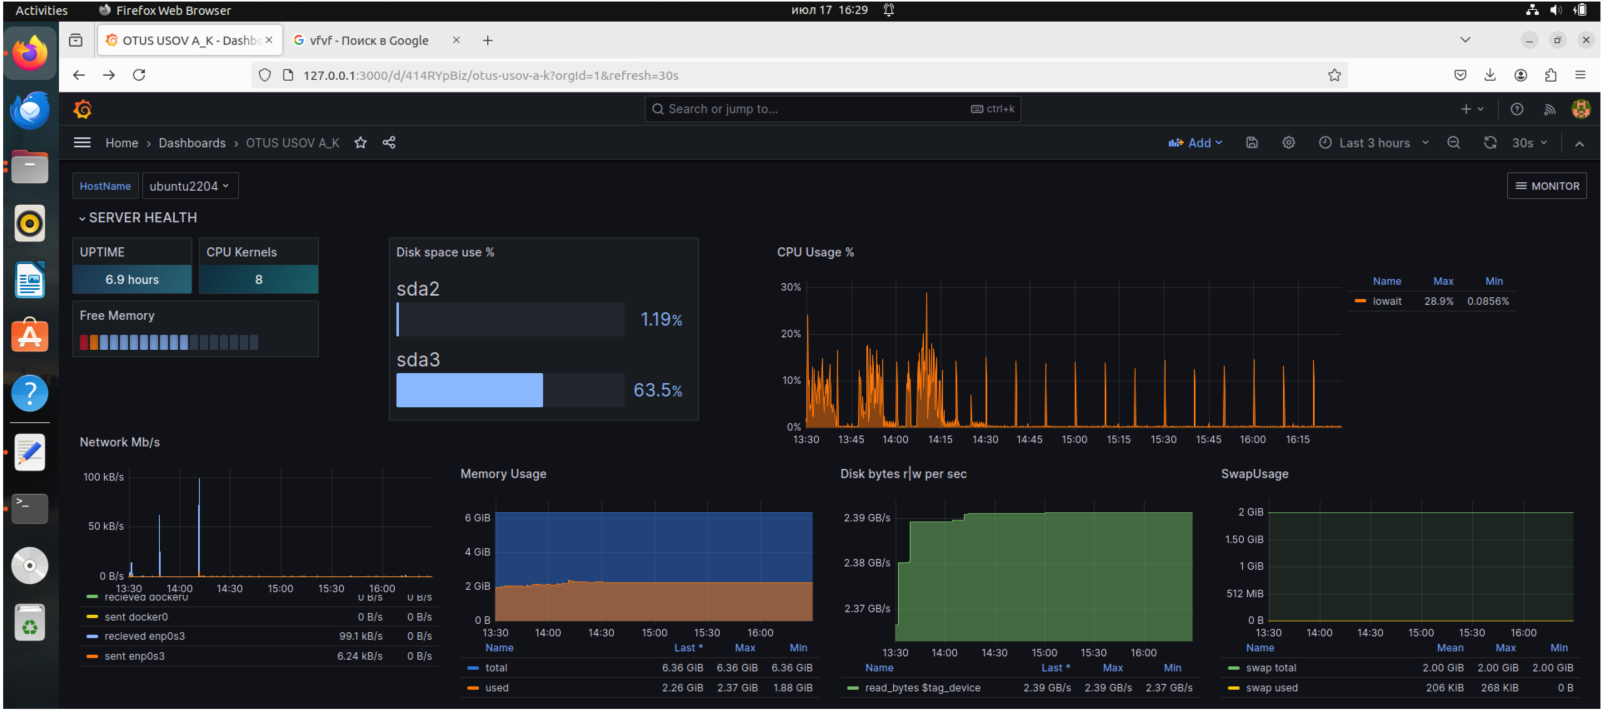 Activities
Firefox Web Browser
июл 17 16:29
OTUS USOV A_K - Dashbo
vfvf - Поиск в Google
127.0.0.1:3000/d/414RYpBiz/otus-usov-a-k?orgId=1&refresh=30s
Search or jump to...
ctrl+k
Home › Dashboards › OTUS USOV A_K
Add
Last 3 hours
30s
HostName
ubuntu2204
MONITOR
SERVER HEALTH
UPTIME
6.9 hours
CPU Kernels
8
Free Memory
Disk space use %
sda2
1.19%
sda3
63.5%
CPU Usage %
30%
20%
10%
0%
13:30 13:45 14:00 14:15 14:30 14:45 15:00 15:15 15:30 15:45 16:00 16:15
Name Max Min
iowait 28.9% 0.0856%
Network Mb/s
100 kB/s
50 kB/s
0 B/s
13:30 14:00 14:30 15:00 15:30 16:00
recieved docker0 0 B/s 0 B/s
sent docker0 0 B/s 0 B/s
recieved enp0s3 99.1 kB/s 0 B/s
sent enp0s3 6.24 kB/s 0 B/s
Memory Usage
6 GiB
4 GiB
2 GiB
0 B
13:30 14:00 14:30 15:00 15:30 16:00
Name Last * Max Min
total 6.36 GiB 6.36 GiB 6.36 GiB
used 2.26 GiB 2.37 GiB 1.88 GiB
Disk bytes r|w per sec
2.39 GB/s
2.38 GB/s
2.37 GB/s
13:30 14:00 14:30 15:00 15:30 16:00
Name Last * Max Min
read_bytes $tag_device 2.39 GB/s 2.39 GB/s 2.37 GB/s
SwapUsage
2 GiB
1.50 GiB
1 GiB
512 MiB
0 B
13:30 14:00 14:30 15:00 15:30 16:00
Name Mean Max Min
swap total 2.00 GiB 2.00 GiB 2.00 GiB
swap used 206 KiB 268 KiB 0 B